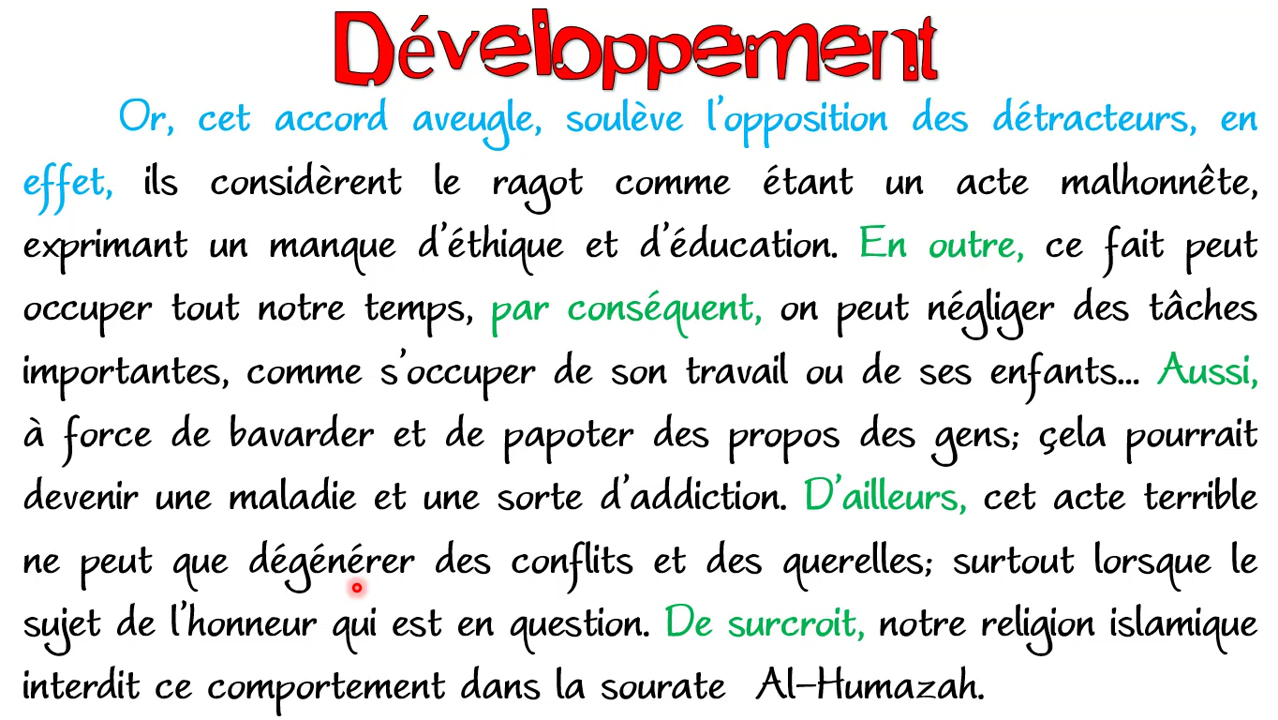 Développement
Or, cet accord aveugle, soulève l'opposition des détracteurs, en
effet, ils considèrent le ragot comme étant un acte malhonnête,
exprimant un manque d'éthique et d'éducation. En outre, ce fait peut
occuper tout notre temps, par conséquent, on peut négliger des tâches
importantes, comme s'occuper de son travail ou de ses enfants... Aussi,
à force de bavarder et de papoter des propos des gens; çela pourrait
devenir une maladie et une sorte d'addiction. D'ailleurs, cet acte terrible
ne peut que dégénérer des conflits et des querelles; surtout lorsque le
sujet de l'honneur qui est en question. De surcroit, notre religion islamique
interdit ce comportement dans la sourate Al-Humazah.